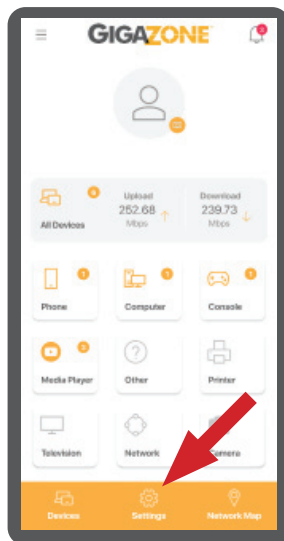 GIGAZONE
Upload Download
252.68 239.73
Mbps Mbps
All Devices
Phone Computer Console
Media Player Other Printer
Television Network Camera
Devices Settings Network Map